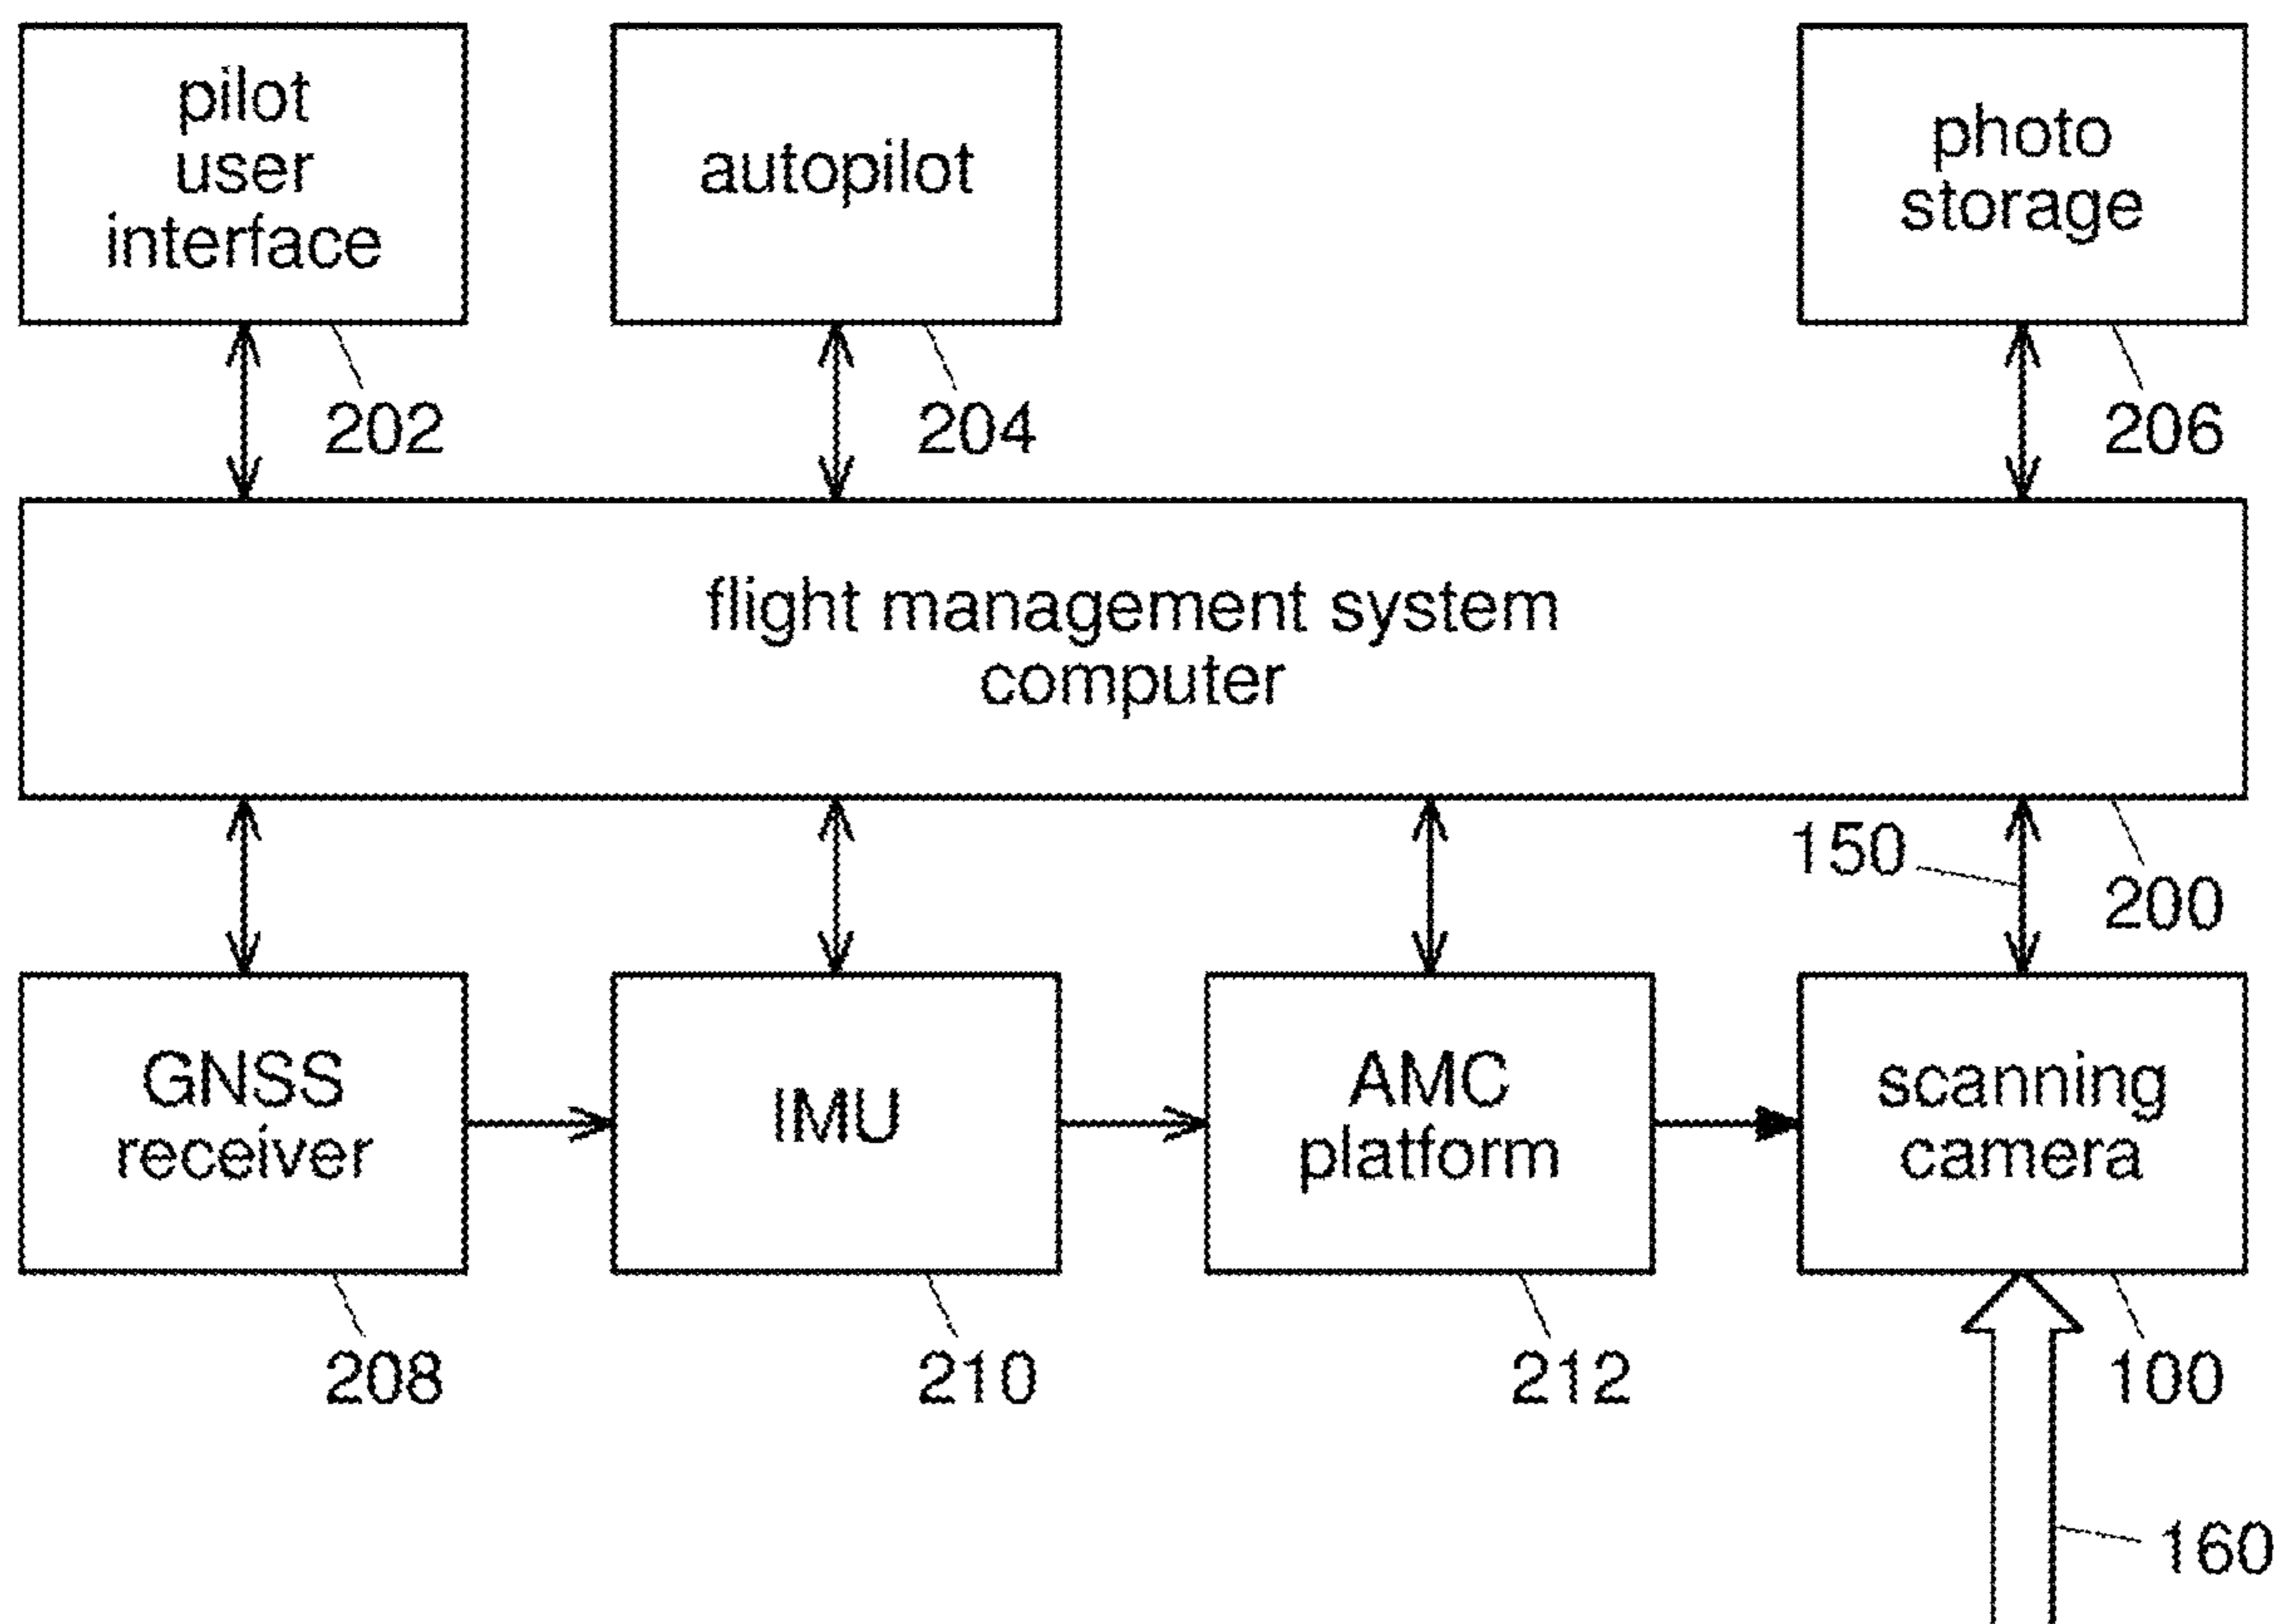 pilot
user
interface
autopilot
photo
storage
202
204
206
flight management system
computer
150
200
GNSS
receiver
IMU
AMC
platform
scanning
camera
208
210
212
100
160